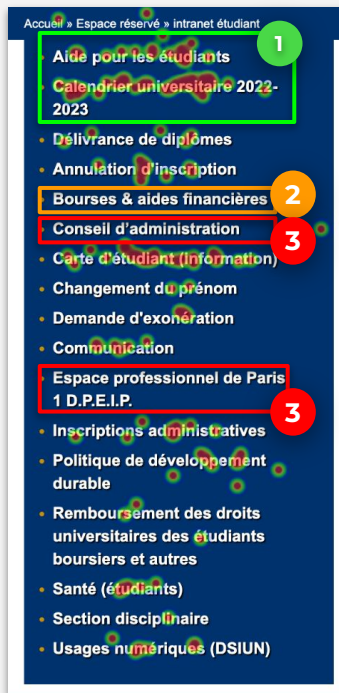 Accueil » Espace réservé » intranet étudiant
1
Aide pour les étudiants
Calendrier universitaire 2022-
2023
Délivrance de diplômes
Annulation d'inscription
Bourses & aides financières
2
Conseil d'administration
3
Carte d'étudiant (Information)
Changement du prénom
Demande d'exonération
Communication
Espace professionnel de Paris
1 D.P.E.I.P.
3
Inscriptions administratives
Politique de développement
durable
Remboursement des droits
universitaires des étudiants
boursiers et autres
Santé (étudiants)
Section disciplinaire
Usages numériques (DSIUN)